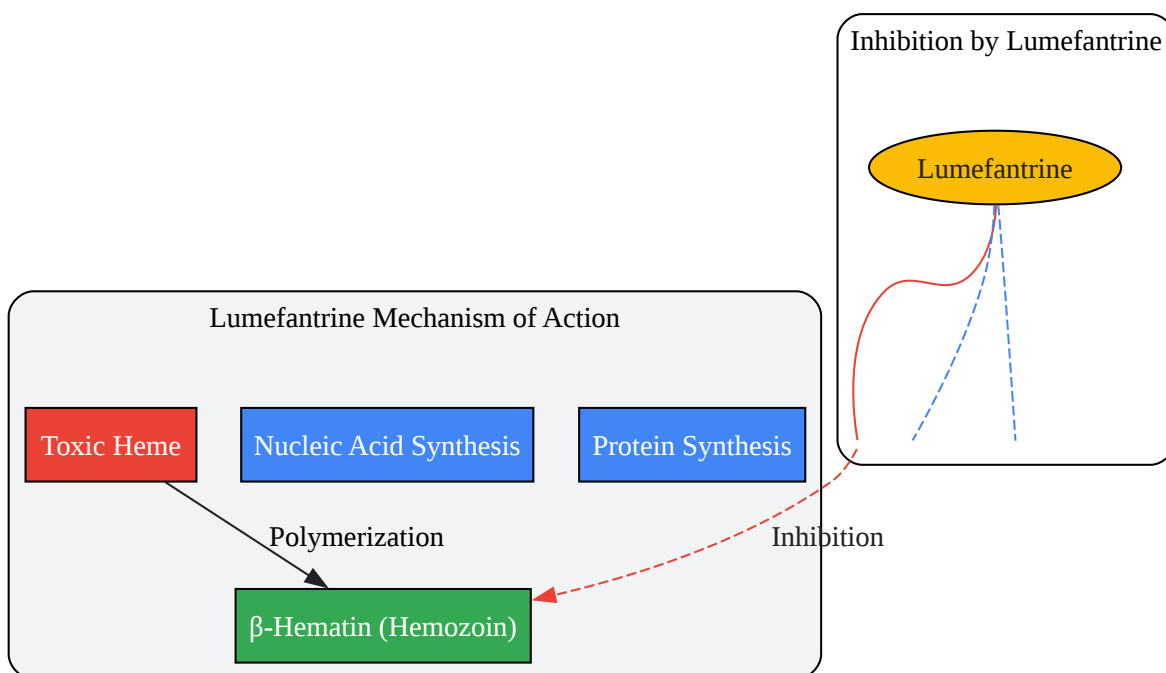 Inhibition by Lumefantrine
Lumefantrine
Lumefantrine Mechanism of Action
Toxic Heme
Nucleic Acid Synthesis
Protein Synthesis
Polymerization
Inhibition
β-Hematin (Hemozoin)